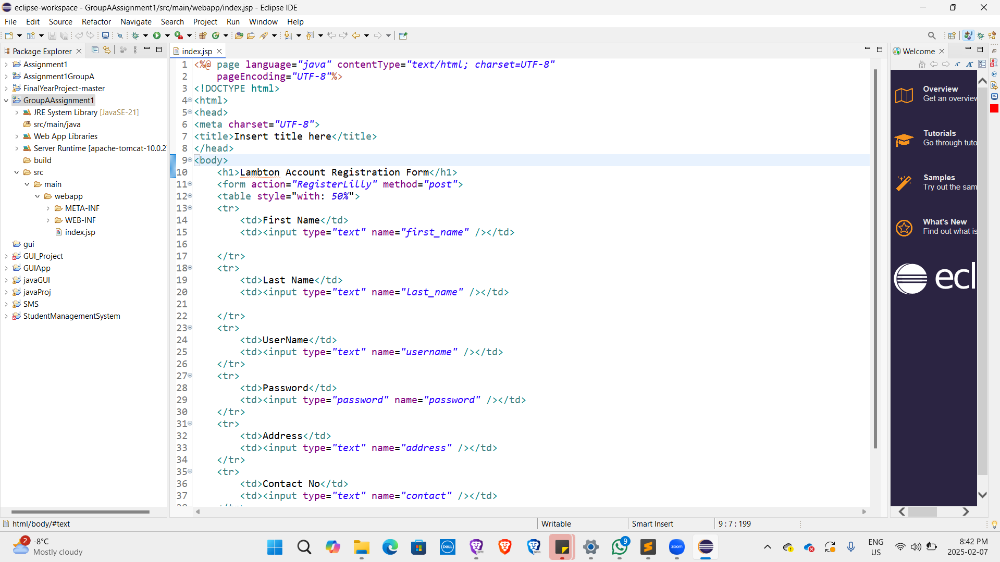 eclipse-workspace - GroupAAssignment1/src/main/webapp/index.jsp - Eclipse IDE
File Edit Source Refactor Navigate Search Project Run Window Help
Package Explorer
Assignment1
Assignment1GroupA
FinalYearProject-master
GroupAAssignment1
JRE System Library [JavaSE-21]
src/main/java
Web App Libraries
Server Runtime [apache-tomcat-10.0.2
build
src
main
webapp
META-INF
WEB-INF
index.jsp
gui
GUI_Project
GUIApp
javaGUI
javaProj
SMS
StudentManagementSystem
index.jsp
1 <%@ page language="java" contentType="text/html; charset=UTF-8"
2 pageEncoding="UTF-8"%>
3 <!DOCTYPE html>
4 <html>
5 <head>
6 <meta charset="UTF-8">
7 <title>Insert title here</title>
8 </head>
9 <body>
10 <h1>Lambton Account Registration Form</h1>
11 <form action="RegisterLilly" method="post">
12 <table style="with: 50%">
13 <tr>
14 <td>First Name</td>
15 <td><input type="text" name="first_name" /></td>
16
17 </tr>
18 <tr>
19 <td>Last Name</td>
20 <td><input type="text" name="last_name" /></td>
21
22 </tr>
23 <tr>
24 <td>UserName</td>
25 <td><input type="text" name="username" /></td>
26 </tr>
27 <tr>
28 <td>Password</td>
29 <td><input type="password" name="password" /></td>
30 </tr>
31 <tr>
32 <td>Address</td>
33 <td><input type="text" name="address" /></td>
34 </tr>
35 <tr>
36 <td>Contact No</td>
37 <td><input type="text" name="contact" /></td>
Welcome
Overview
Get an overview
Tutorials
Go through tuto
Samples
Try out the sam
What's New
Find out what is
ecl
html/body/#text
Writable
Smart Insert
9 : 7 : 199
2
-8°C
Mostly cloudy
DELL
beta
9
zoom
ENG
US
8:42 PM
2025-02-07